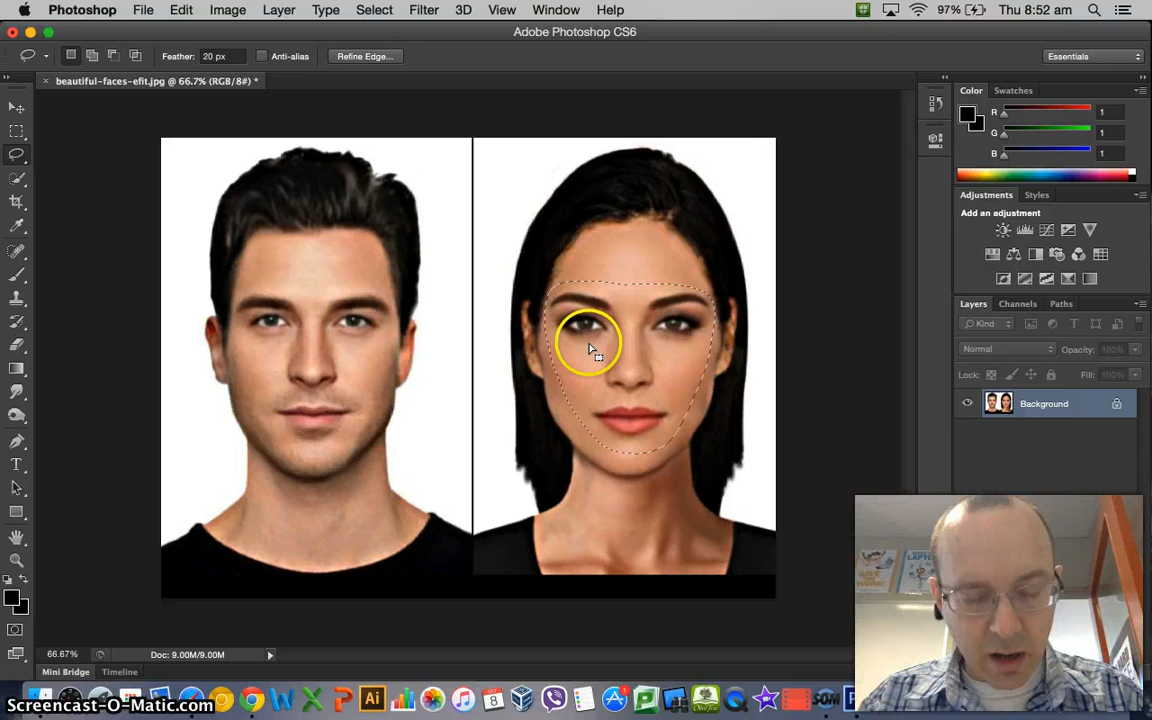 Photoshop File Edit Image Layer Type Select Filter 3D View Window Help 97% Thu 8:52 am
Adobe Photoshop CS6
Feather: 20 px Anti-alias Refine Edge... Essentials
beautiful-faces-efit.jpg @ 66.7% (RGB/8#) *
Color Swatches
R 1
G 1
B 1
Adjustments Styles
Add an adjustment
Layers Channels Paths
Kind
Normal Opacity: 100%
Lock: Fill: 100%
Background
66.67% Doc: 9.00M/9.00M
Mini Bridge Timeline
Screencast-O-Matic.com